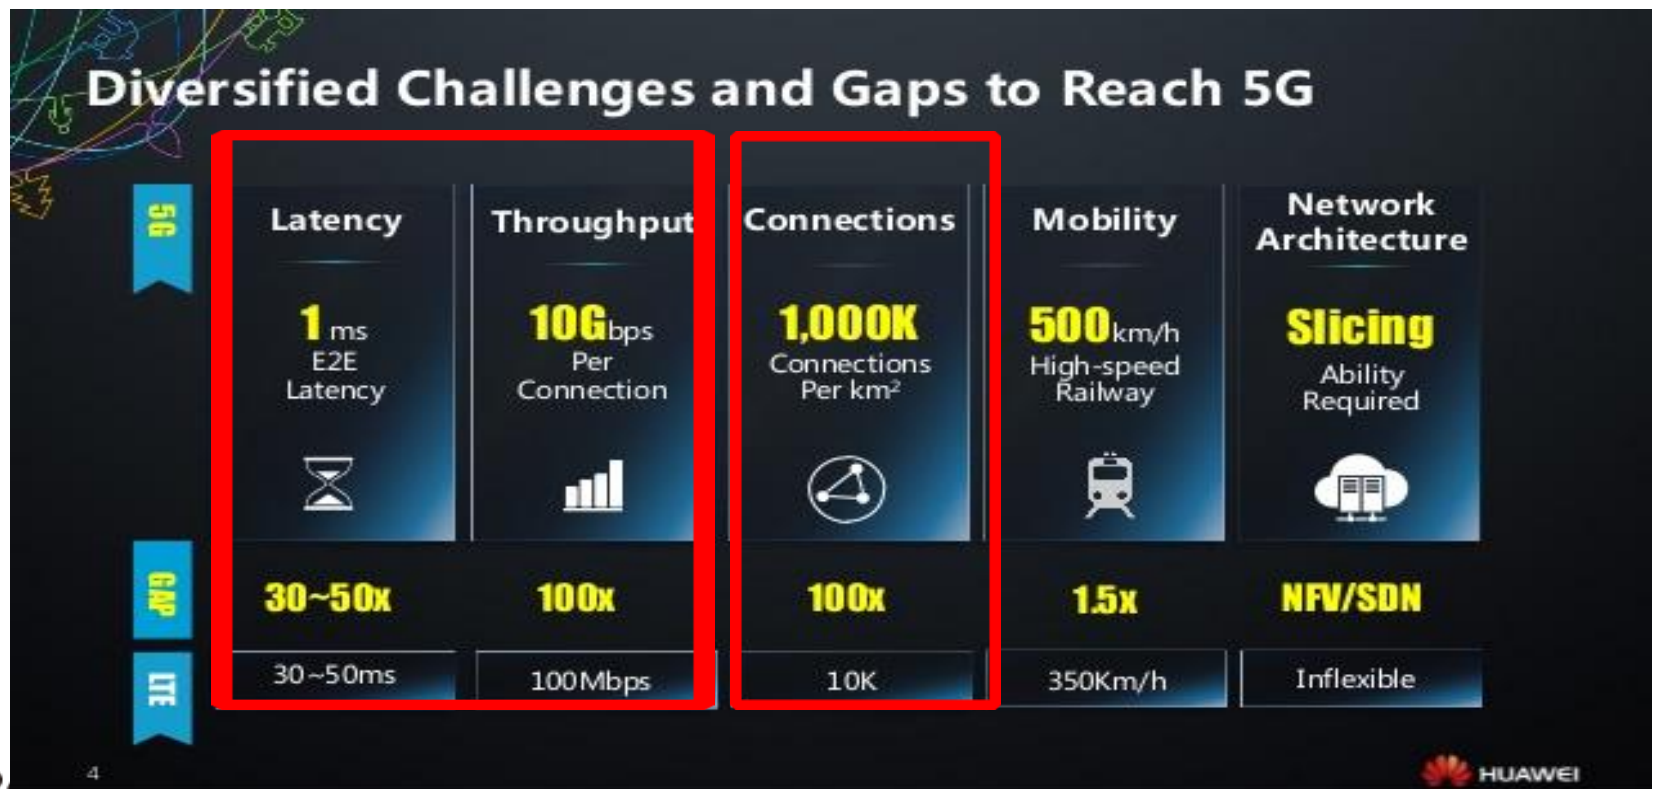 Diversified Challenges and Gaps to Reach 5G
5G
Latency
1 ms
E2E
Latency
Throughput
10Gbps
Per
Connection
Connections
1,000K
Connections
Per km²
Mobility
500km/h
High-speed
Railway
Network
Architecture
Slicing
Ability
Required
GAP
30~50x
100x
100x
1.5x
NFV/SDN
LTE
30~50ms
100Mbps
10K
350Km/h
Inflexible
4
HUAWEI